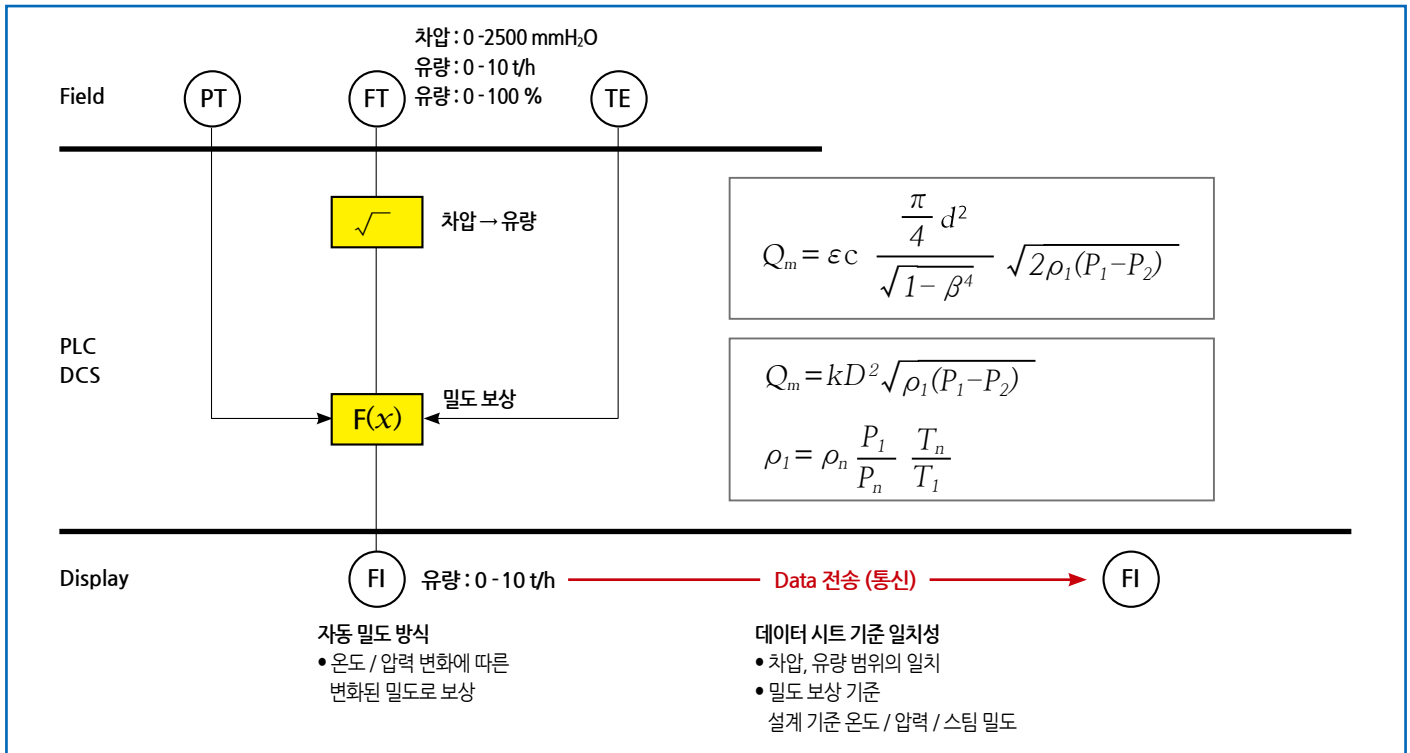 차압 : 0 -2500 mmH₂O
유량 : 0 - 10 t/h
유량 : 0 - 100 %
Field
PT
FT
TE
√
차압 → 유량
Qₘ = εc (π/4 d²)/√(1− β⁴) √(2ρ₁(P₁−P₂))
PLC
DCS
밀도 보상
F(x)
Qₘ = kD²√(ρ₁(P₁−P₂))
ρ₁ = ρₙ P₁/Pₙ Tₙ/T₁
Display
FI
유량 : 0 - 10 t/h
Data 전송 (통신)
FI
자동 밀도 방식
• 온도 / 압력 변화에 따른
변화된 밀도로 보상
데이터 시트 기준 일치성
• 차압, 유량 범위의 일치
• 밀도 보상 기준
설계 기준 온도 / 압력 / 스팀 밀도